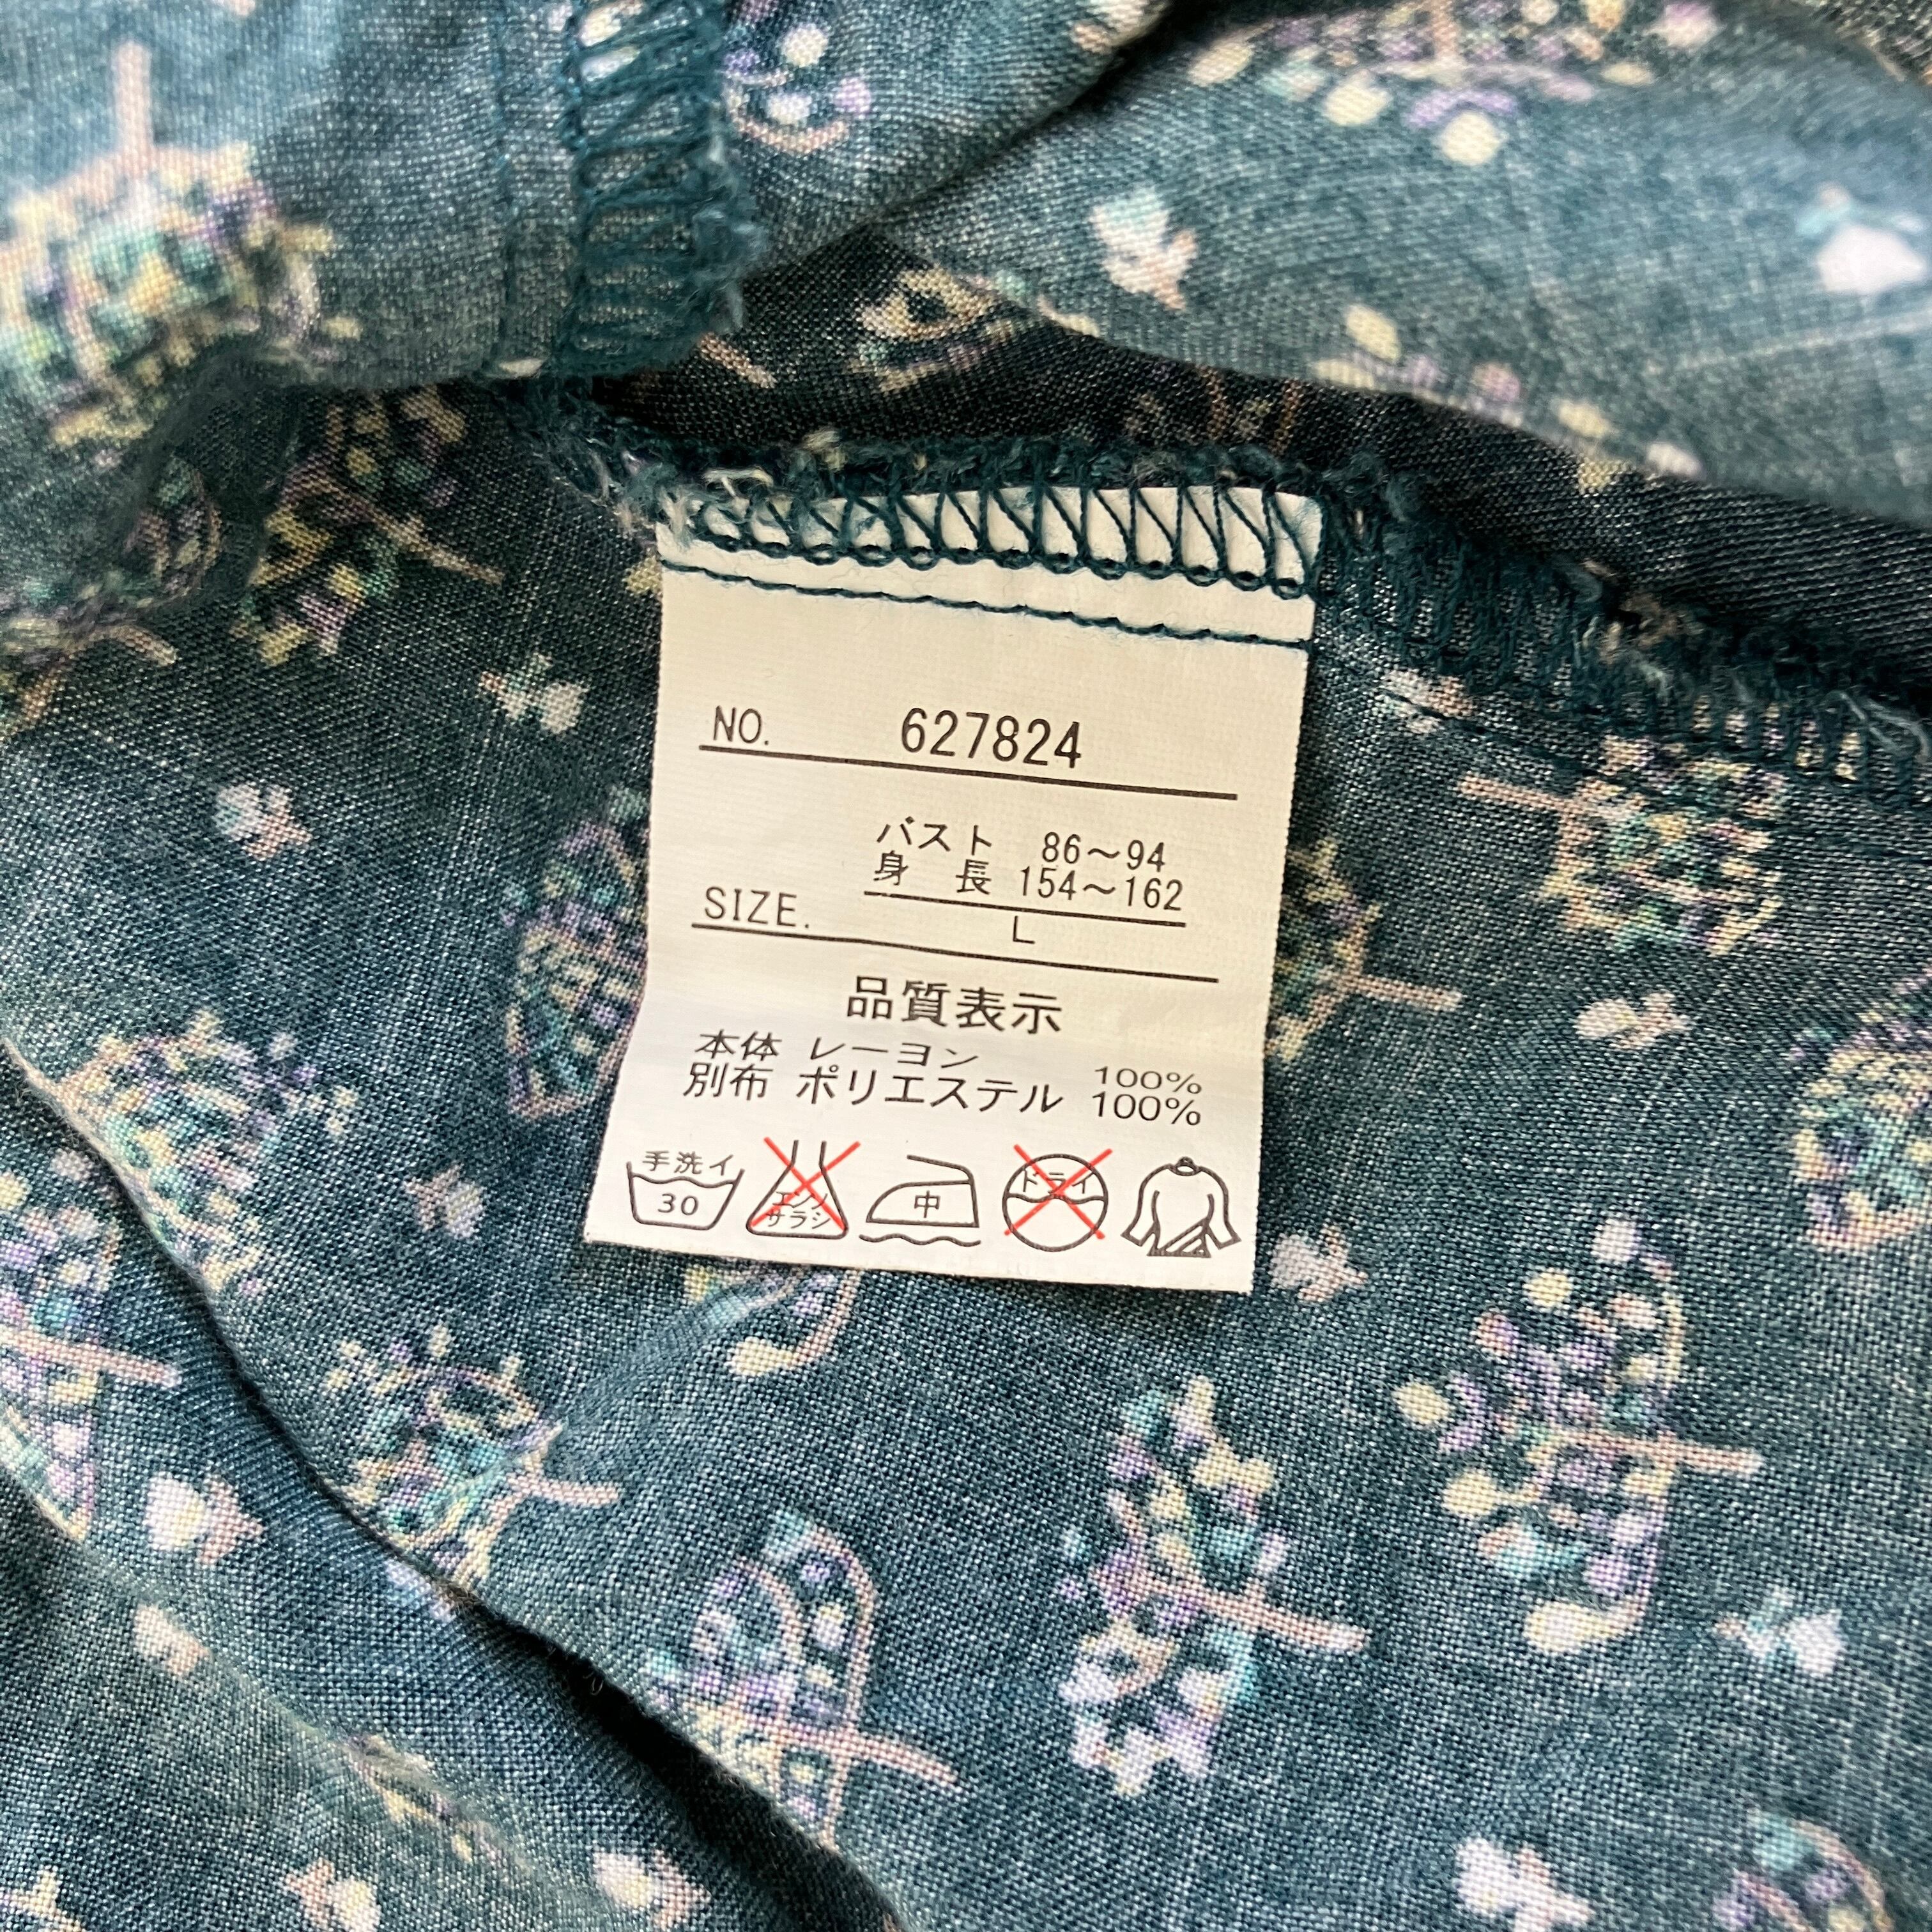 NO. 627824
バスト 86～94
身 長 154～162
SIZE. L
品質表示
本体 レーヨン 100%
別布 ポリエステル 100%
手洗イ 30
エンソ サラシ
中
ドライ